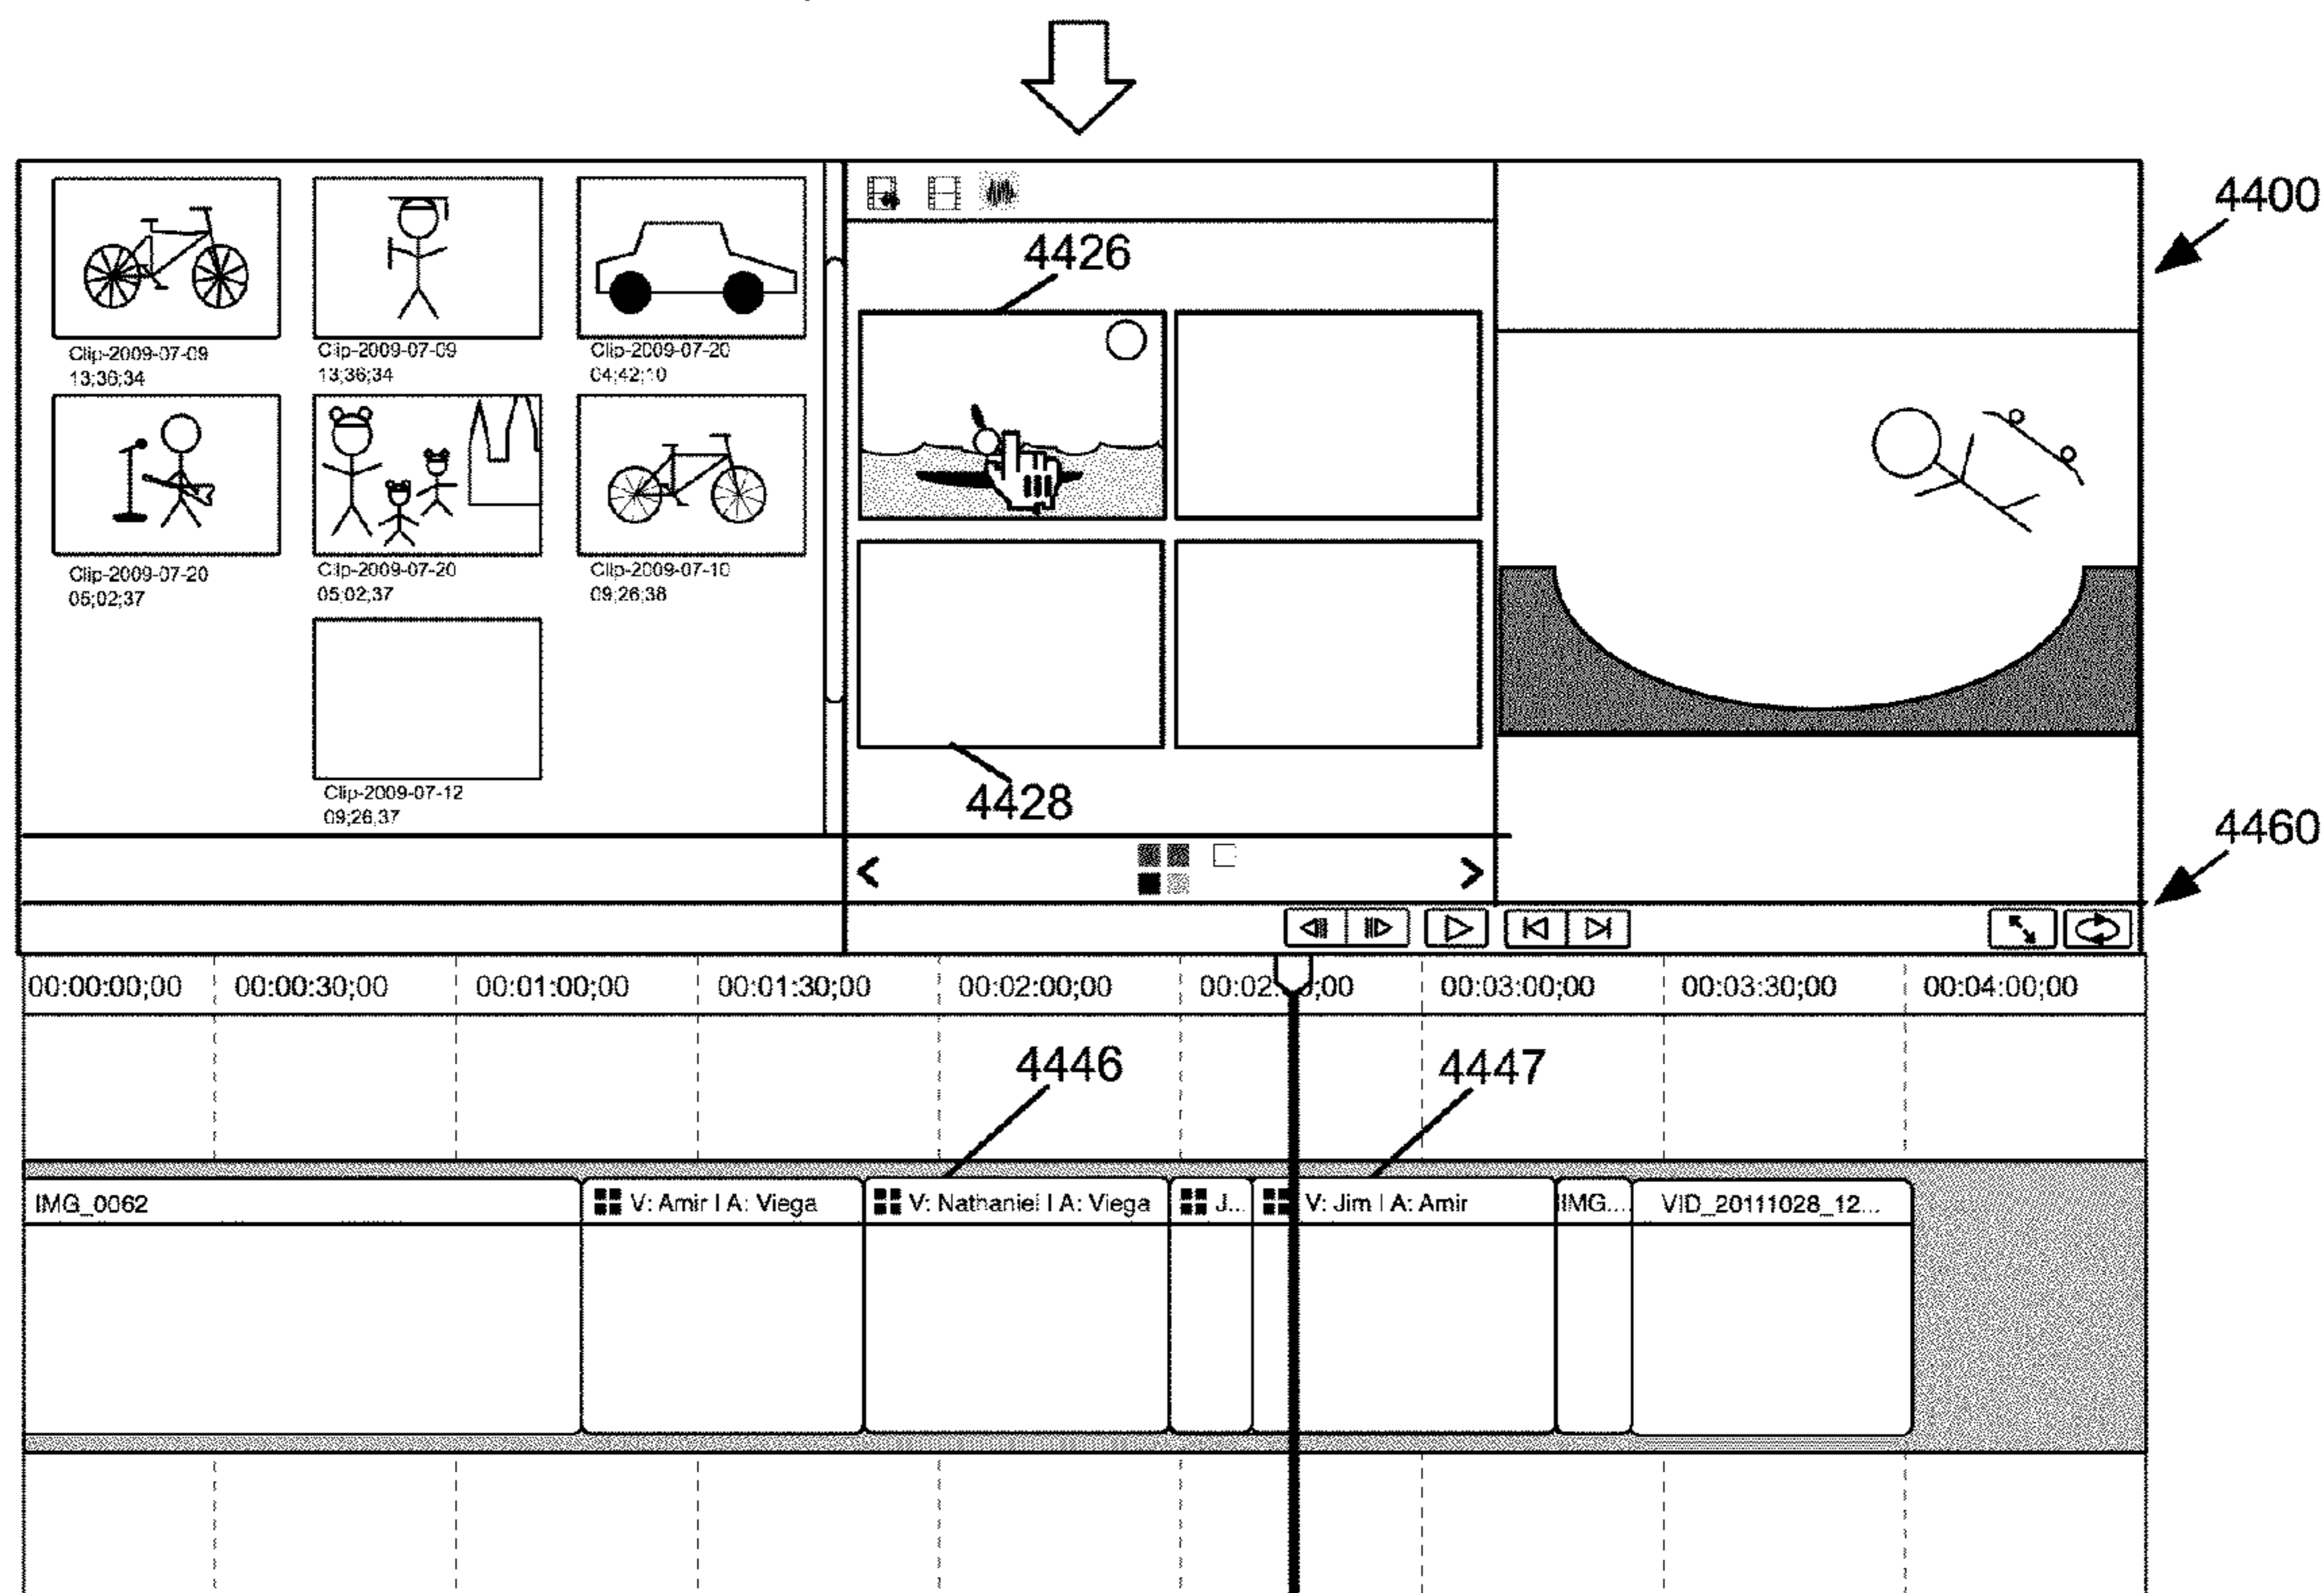 4400
4426
Clip-2009-07-09
13;36;34
Clip-2009-07-09
13;36;34
Clip-2009-07-20
04;42;10
Clip-2009-07-20
05;02;37
Clip-2009-07-20
05;02;37
Clip-2009-07-10
09;26;38
Clip-2009-07-12
09;26;37
4428
4460
< >
00:00:00;00 00:00:30;00 00:01:00;00 00:01:30;00 00:02:00;00 00:03:00;00 00:03:30;00 00:04:00;00
4446 4447
IMG_0062 V: Amir | A: Viega V: Nathaniel | A: Viega J... V: Jim | A: Amir IMG... VID_20111028_12...